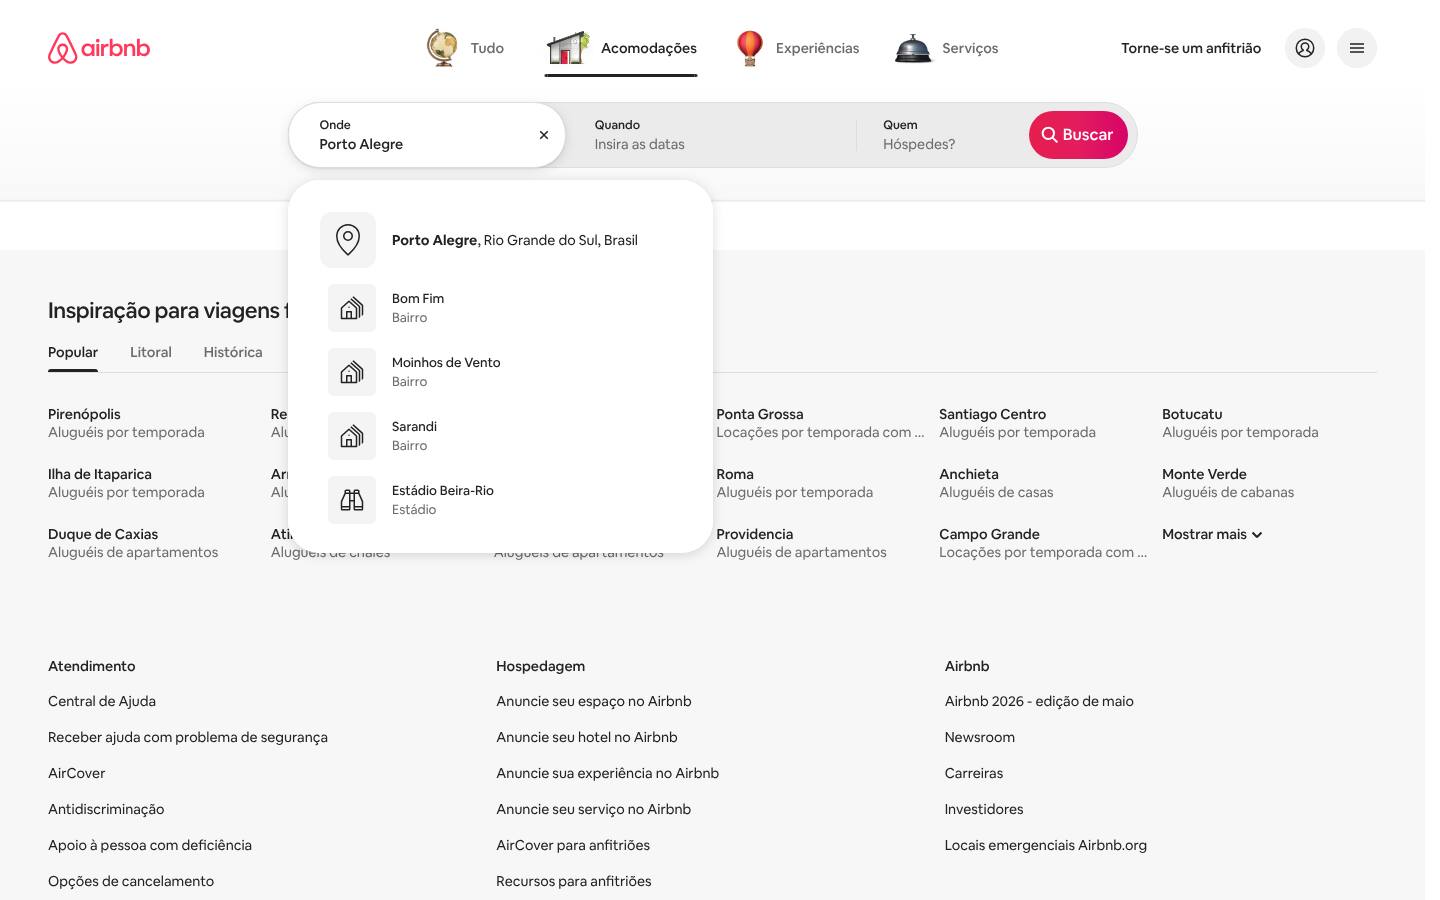 airbnb
Tudo
Acomodações
Experiências
Serviços
Torne-se um anfitrião
Onde
Porto Alegre
Quando
Insira as datas
Quem
Hóspedes?
Buscar
Porto Alegre, Rio Grande do Sul, Brasil
Bom Fim
Bairro
Moinhos de Vento
Bairro
Sarandi
Bairro
Estádio Beira-Rio
Estádio
Inspiração para viagens
Popular
Litoral
Histórica
Pirenópolis
Aluguéis por temporada
Ponta Grossa
Locações por temporada com ...
Santiago Centro
Aluguéis por temporada
Botucatu
Aluguéis por temporada
Ilha de Itaparica
Aluguéis por temporada
Roma
Aluguéis por temporada
Anchieta
Aluguéis de casas
Monte Verde
Aluguéis de cabanas
Duque de Caxias
Aluguéis de apartamentos
Aluguéis de chalés
Aluguéis de apartamentos
Providencia
Aluguéis de apartamentos
Campo Grande
Locações por temporada com ...
Mostrar mais
Atendimento
Central de Ajuda
Receber ajuda com problema de segurança
AirCover
Antidiscriminação
Apoio à pessoa com deficiência
Opções de cancelamento
Hospedagem
Anuncie seu espaço no Airbnb
Anuncie seu hotel no Airbnb
Anuncie sua experiência no Airbnb
Anuncie seu serviço no Airbnb
AirCover para anfitriões
Recursos para anfitriões
Airbnb
Airbnb 2026 - edição de maio
Newsroom
Carreiras
Investidores
Locais emergenciais Airbnb.org